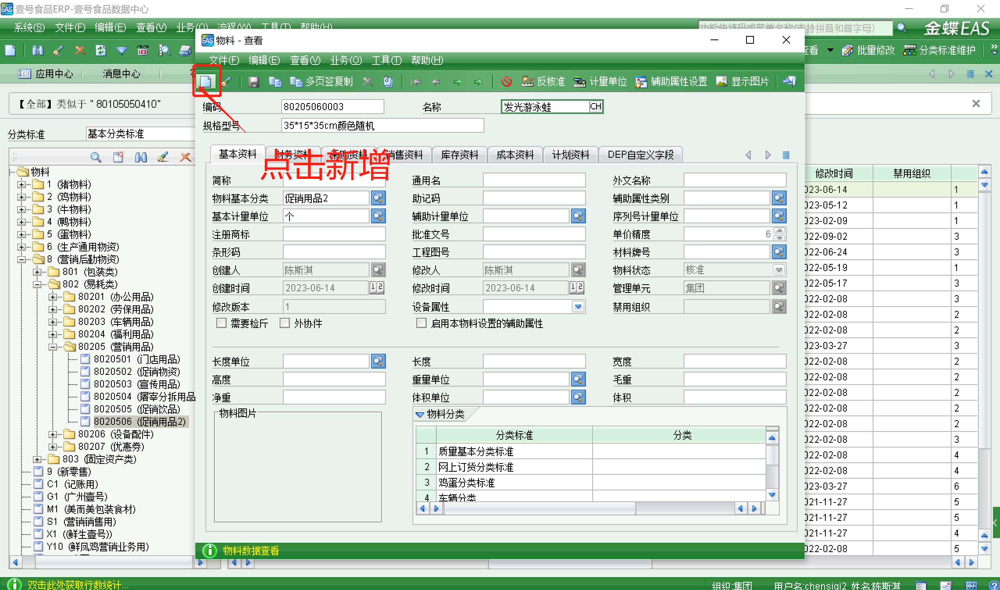 壹号食品ERP-壹号食品数据中心
系统(S) 文件(F) 编辑(E) 查看(V) 业务(O) 流程(W) 工具(T) 帮助(H)
功能快捷码或菜单名称(支持拼音和首字母)
金蝶EAS
查看 批量修改 分类标准维护
应用中心 消息中心
【全部】类似于 " 80105050410"
分类标准 基本分类标准
物料
1 (猪物料)
2 (鸡物料)
3 (牛物料)
4 (鸭物料)
5 (蛋物料)
6 (生产通用物资)
8 (营销后勤物资)
801 (包装类)
802 (易耗类)
80201 (办公用品)
80202 (劳保用品)
80203 (车辆用品)
80204 (福利用品)
80205 (营销用品)
8020501 (门店用品)
8020502 (促销物资)
8020503 (宣传用品)
8020504 (屠宰分拆用品
8020505 (促销饮品)
8020506 (促销用品2)
80206 (设备配件)
80207 (优惠券)
803 (固定资产类)
9 (新零售)
C1 (记账用)
G1 (广州壹号)
M1 (美而美包装食材)
S1 (营销销售用)
X1 ((鲜生壹号))
Y10 (鲜凤鸡营销业务用)
物料 - 查看
文件(F) 编辑(E) 查看(V) 业务(O) 工具(T) 帮助(H)
多页签复制 反核准 计量单位 辅助属性设置 显示图片
编码 80205060003 名称 发光游泳蛙 CH
规格型号 35*15*35cm颜色随机
基本资料 财务资料 采购资料 销售资料 库存资料 成本资料 计划资料 DEP自定义字段
点击新增
简称 通用名 外文名称
物料基本分类 促销用品2 助记码 辅助属性类别
基本计量单位 个 辅助计量单位 序列号计量单位
注册商标 批准文号 单价精度 6
条形码 工程图号 材料牌号
创建人 陈斯淇 修改人 陈斯淇 物料状态 核准
创建时间 2023-06-14 修改时间 2023-06-14 管理单元 集团
修改版本 1 设备属性 禁用组织
需要检斤 外协件 启用本物料设置的辅助属性
长度单位 长度 宽度
高度 重量单位 毛重
净重 体积单位 体积
物料图片 物料分类
分类标准 分类
1 质量基本分类标准
2 网上订货分类标准
3 鸡蛋分类标准
4 车辆分类
物料数据查看
修改时间 禁用组织
023-06-14 1
023-05-12 1
023-02-09 1
022-09-02 3
022-06-24 3
022-05-19 1
022-05-17 3
022-02-08 3
022-02-08 2
022-02-08 2
023-03-27 3
022-02-08 2
022-02-08 2
022-02-08 2
022-02-08 2
022-02-08 2
022-02-08 3
022-02-08 4
022-02-08 4
023-03-27 6
021-11-27 5
021-11-27 5
021-11-27 4
022-02-08 5
双击此处获取行数统计...
组织:集团 用户名:chensiqi2 姓名:陈斯淇